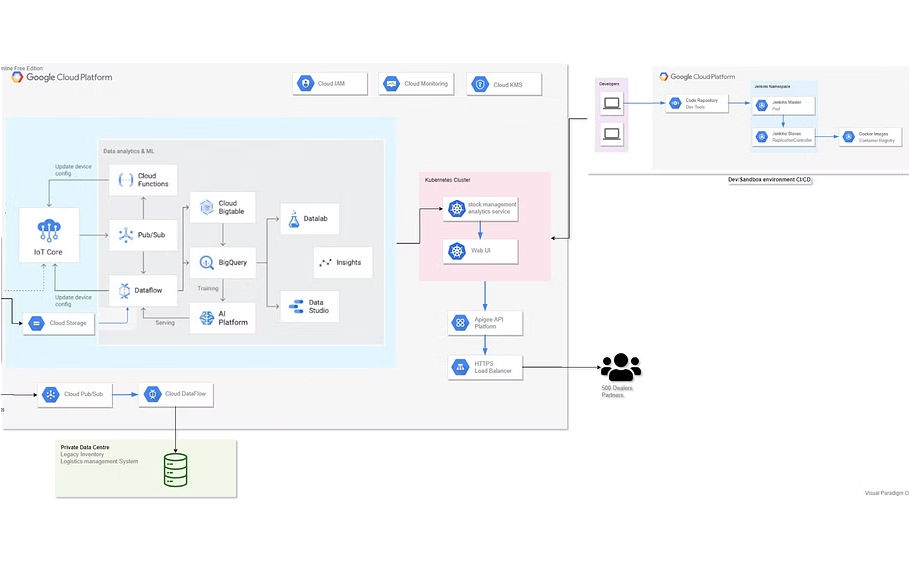 nline Free Edition
Google Cloud Platform
Cloud IAM
Cloud Monitoring
Cloud KMS
Data analytics & ML
Update device
config
Cloud
Functions
Cloud
Bigtable
Datalab
IoT Core
Pub/Sub
BigQuery
Insights
Dataflow
Training
Update device
config
AI
Platform
Data
Studio
Cloud Storage
Serving
Kubernetes Cluster
stock management
analytics service
Web UI
Apigee API
Platform
HTTPS
Load Balancer
500 Dealers,
Partners,
Cloud Pub/Sub
Cloud DataFlow
Private Data Centre
Legacy Inventory
Logistics management System
Developers
Google Cloud Platform
Code Repository
Dev Tools
Jenkins Namespace
Jenkins Master
Pod
Jenkins Slaves
ReplicationController
Docker Images
Container Registry
Dev/Sandbox environment CI/CD
Visual Paradigm O